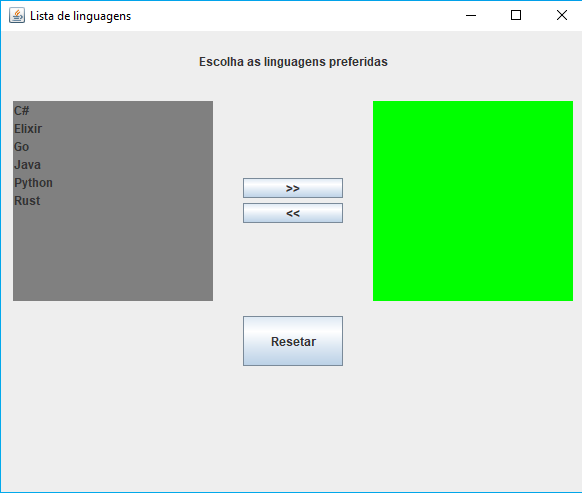 Lista de linguagens
Escolha as linguagens preferidas
C#
Elixir
Go
Java
Python
Rust
>>
<<
Resetar